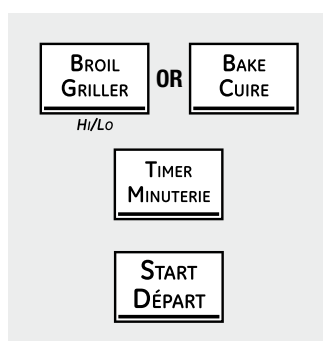 BROIL OR BAKE
GRILLER CUIRE
HI/LO
TIMER
MINUTERIE
START
DÉPART